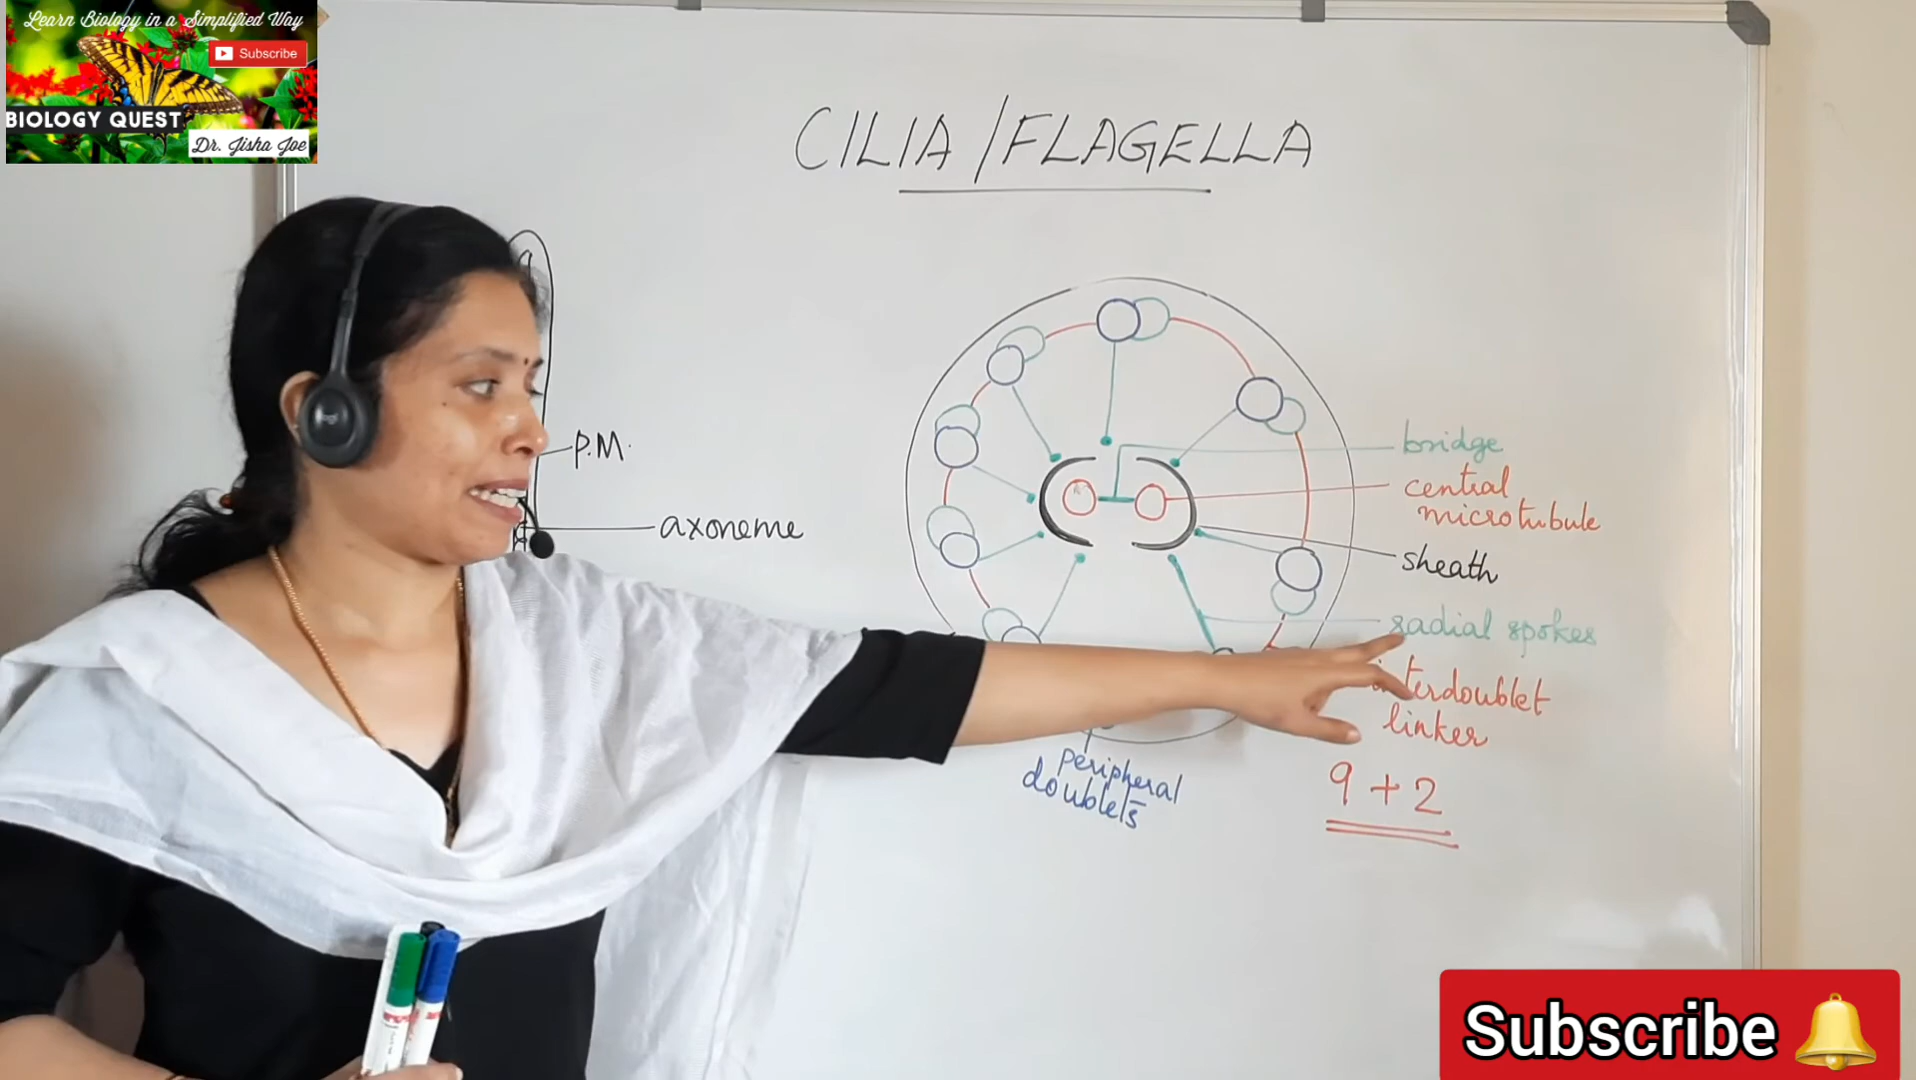 Learn Biology in a Simplified Way
Subscribe
BIOLOGY QUEST
Dr. Jisha Joe
CILIA/FLAGELLA
P.M.
axoneme
bridge
central
microtubule
sheath
radial spokes
interdoublet
linker
peripheral
doublets
9+2
Subscribe